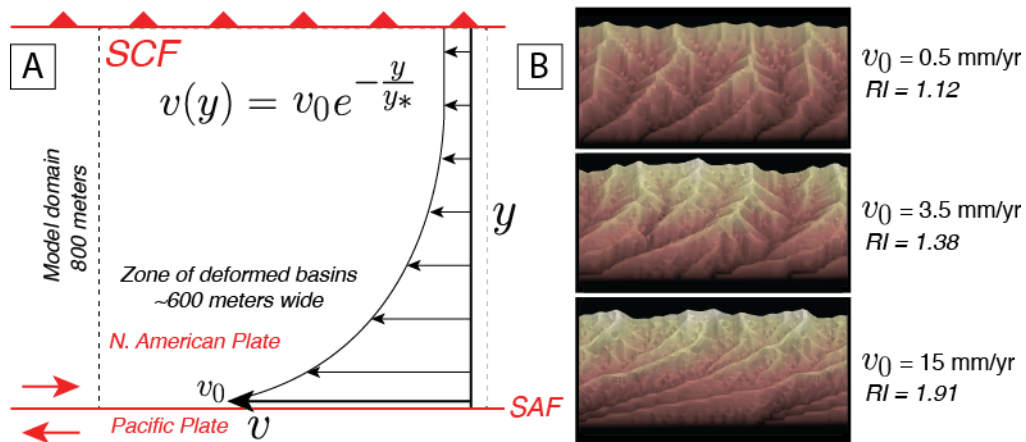 A
SCF
v(y) = v₀e^(-y/y*)
Model domain
800 meters
y
Zone of deformed basins
~600 meters wide
N. American Plate
v₀
SAF
Pacific Plate
v
B
v₀ = 0.5 mm/yr
RI = 1.12
v₀ = 3.5 mm/yr
RI = 1.38
v₀ = 15 mm/yr
RI = 1.91